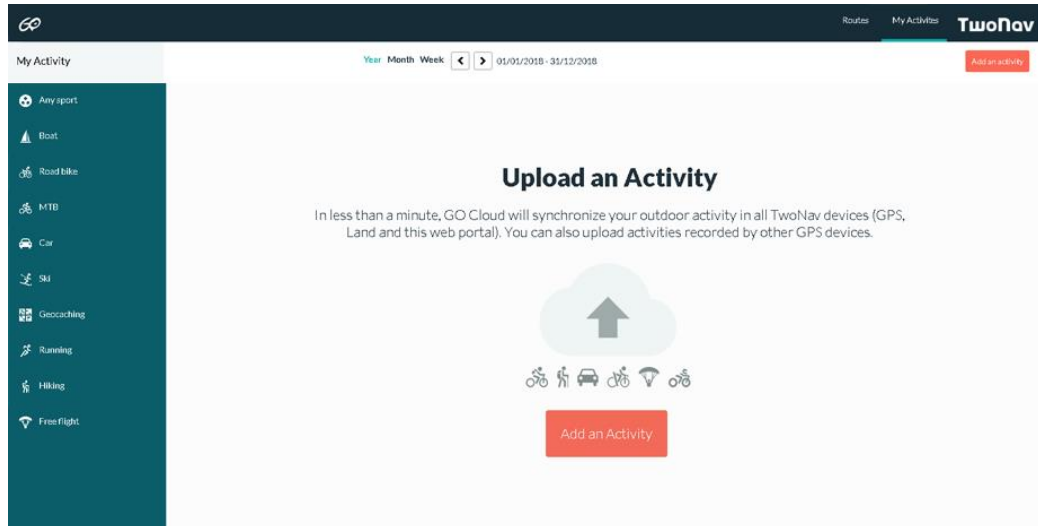 GO
Routes
My Activites
TwoNav
My Activity
Year Month Week 01/01/2018 - 31/12/2018
Add an activity
Any sport
Boat
Road bike
MTB
Car
Ski
Geocaching
Running
Hiking
Free flight
Upload an Activity
In less than a minute, GO Cloud will synchronize your outdoor activity in all TwoNav devices (GPS,
Land and this web portal). You can also upload activities recorded by other GPS devices.
Add an Activity